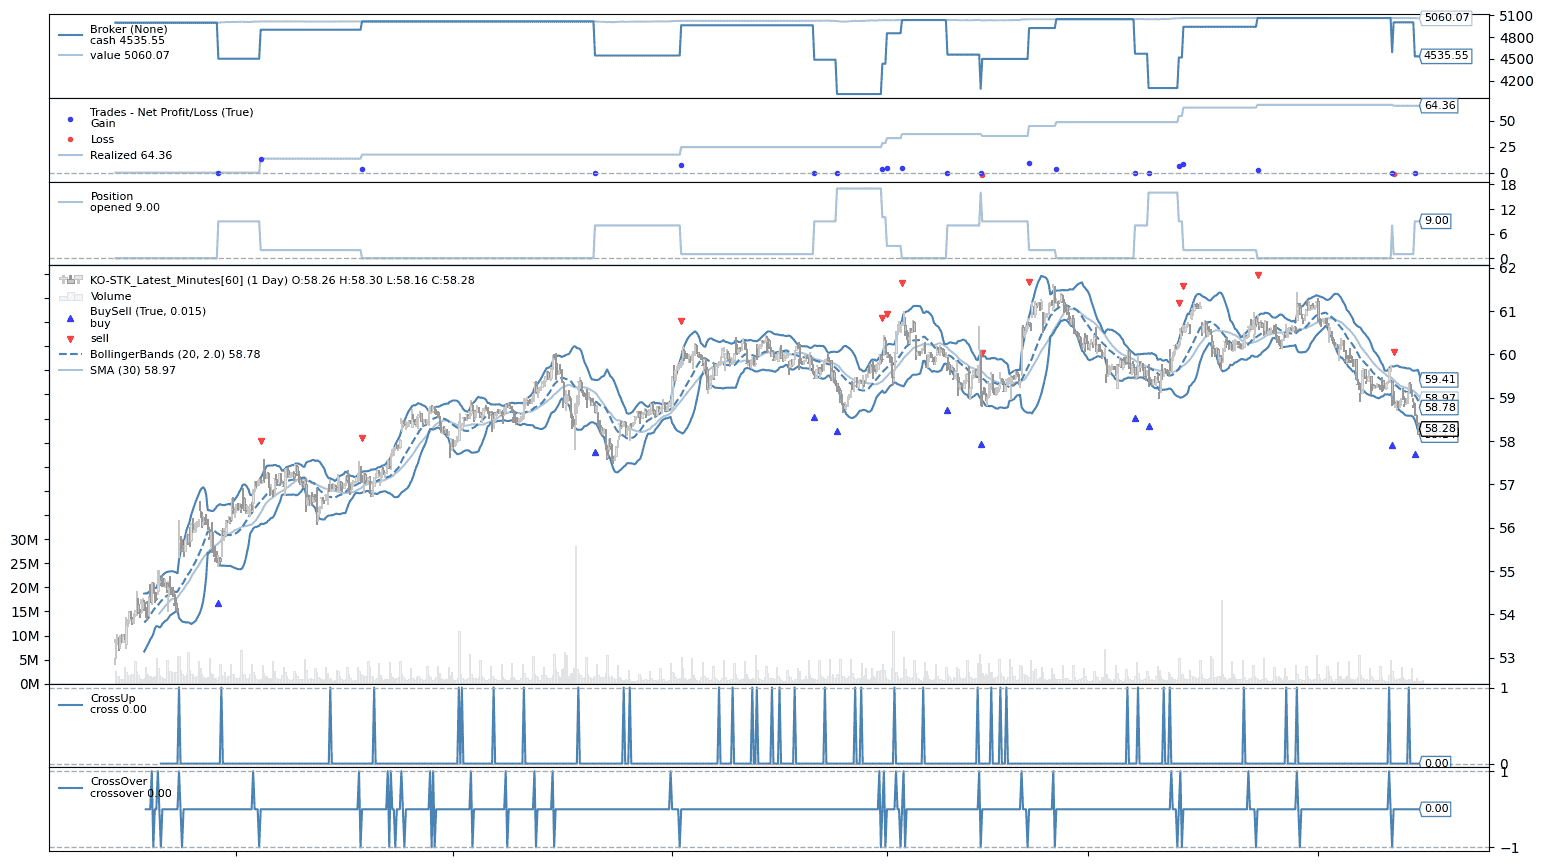 Broker (None)
cash 4535.55
value 5060.07
5060.07
4535.55
5100
4800
4500
4200
Trades - Net Profit/Loss (True)
Gain
Loss
Realized 64.36
64.36
50
25
0
Position
opened 9.00
9.00
18
12
6
0
KO-STK_Latest_Minutes[60] (1 Day) O:58.26 H:58.30 L:58.16 C:58.28
Volume
BuySell (True, 0.015)
buy
sell
BollingerBands (20, 2.0) 58.78
SMA (30) 58.97
62
61
60
59
58
57
56
55
54
53
59.41
58.97
58.78
58.28
30M
25M
20M
15M
10M
5M
0M
CrossUp
cross 0.00
0.00
1
0
CrossOver
crossover 0.00
0.00
1
−1